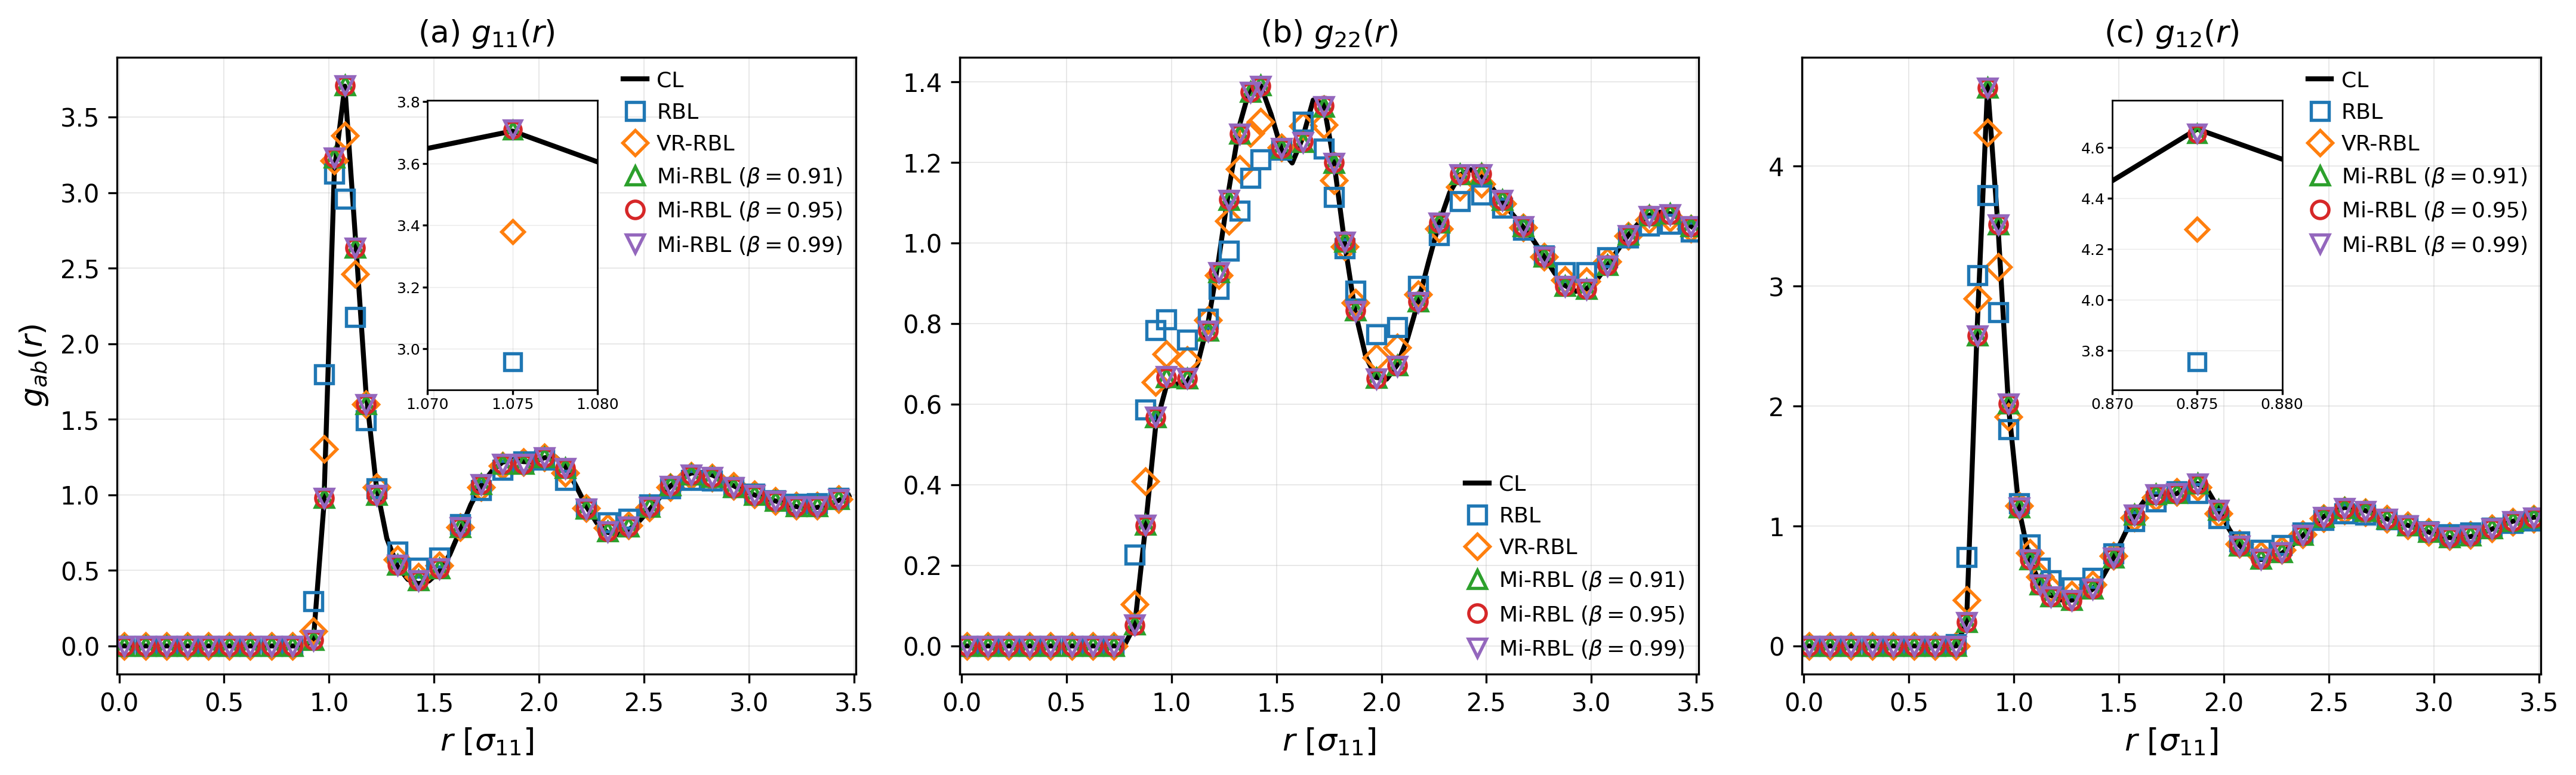 (a) g₁₁(r)
g_ab(r)
3.5
3.0
2.5
2.0
1.5
1.0
0.5
0.0
0.0 0.5 1.0 1.5 2.0 2.5 3.0 3.5
r [σ₁₁]
3.8
3.6
3.4
3.2
3.0
1.070 1.075 1.080
CL
RBL
VR-RBL
Mi-RBL (β = 0.91)
Mi-RBL (β = 0.95)
Mi-RBL (β = 0.99)
(b) g₂₂(r)
1.4
1.2
1.0
0.8
0.6
0.4
0.2
0.0
0.0 0.5 1.0 1.5 2.0 2.5 3.0 3.5
r [σ₁₁]
CL
RBL
VR-RBL
Mi-RBL (β = 0.91)
Mi-RBL (β = 0.95)
Mi-RBL (β = 0.99)
(c) g₁₂(r)
4
3
2
1
0
0.0 0.5 1.0 1.5 2.0 2.5 3.0 3.5
r [σ₁₁]
4.6
4.4
4.2
4.0
3.8
0.870 0.875 0.880
CL
RBL
VR-RBL
Mi-RBL (β = 0.91)
Mi-RBL (β = 0.95)
Mi-RBL (β = 0.99)